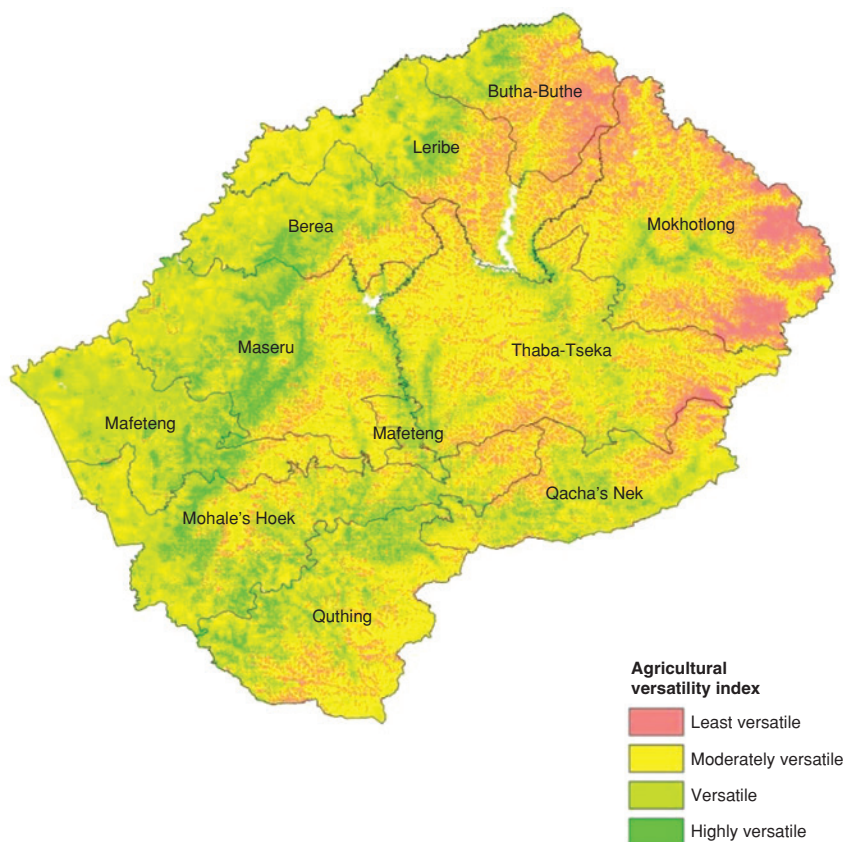 Butha-Buthe
Leribe
Mokhotlong
Berea
Maseru
Thaba-Tseka
Mafeteng
Mafeteng
Qacha's Nek
Mohale's Hoek
Quthing
Agricultural
versatility index
Least versatile
Moderately versatile
Versatile
Highly versatile